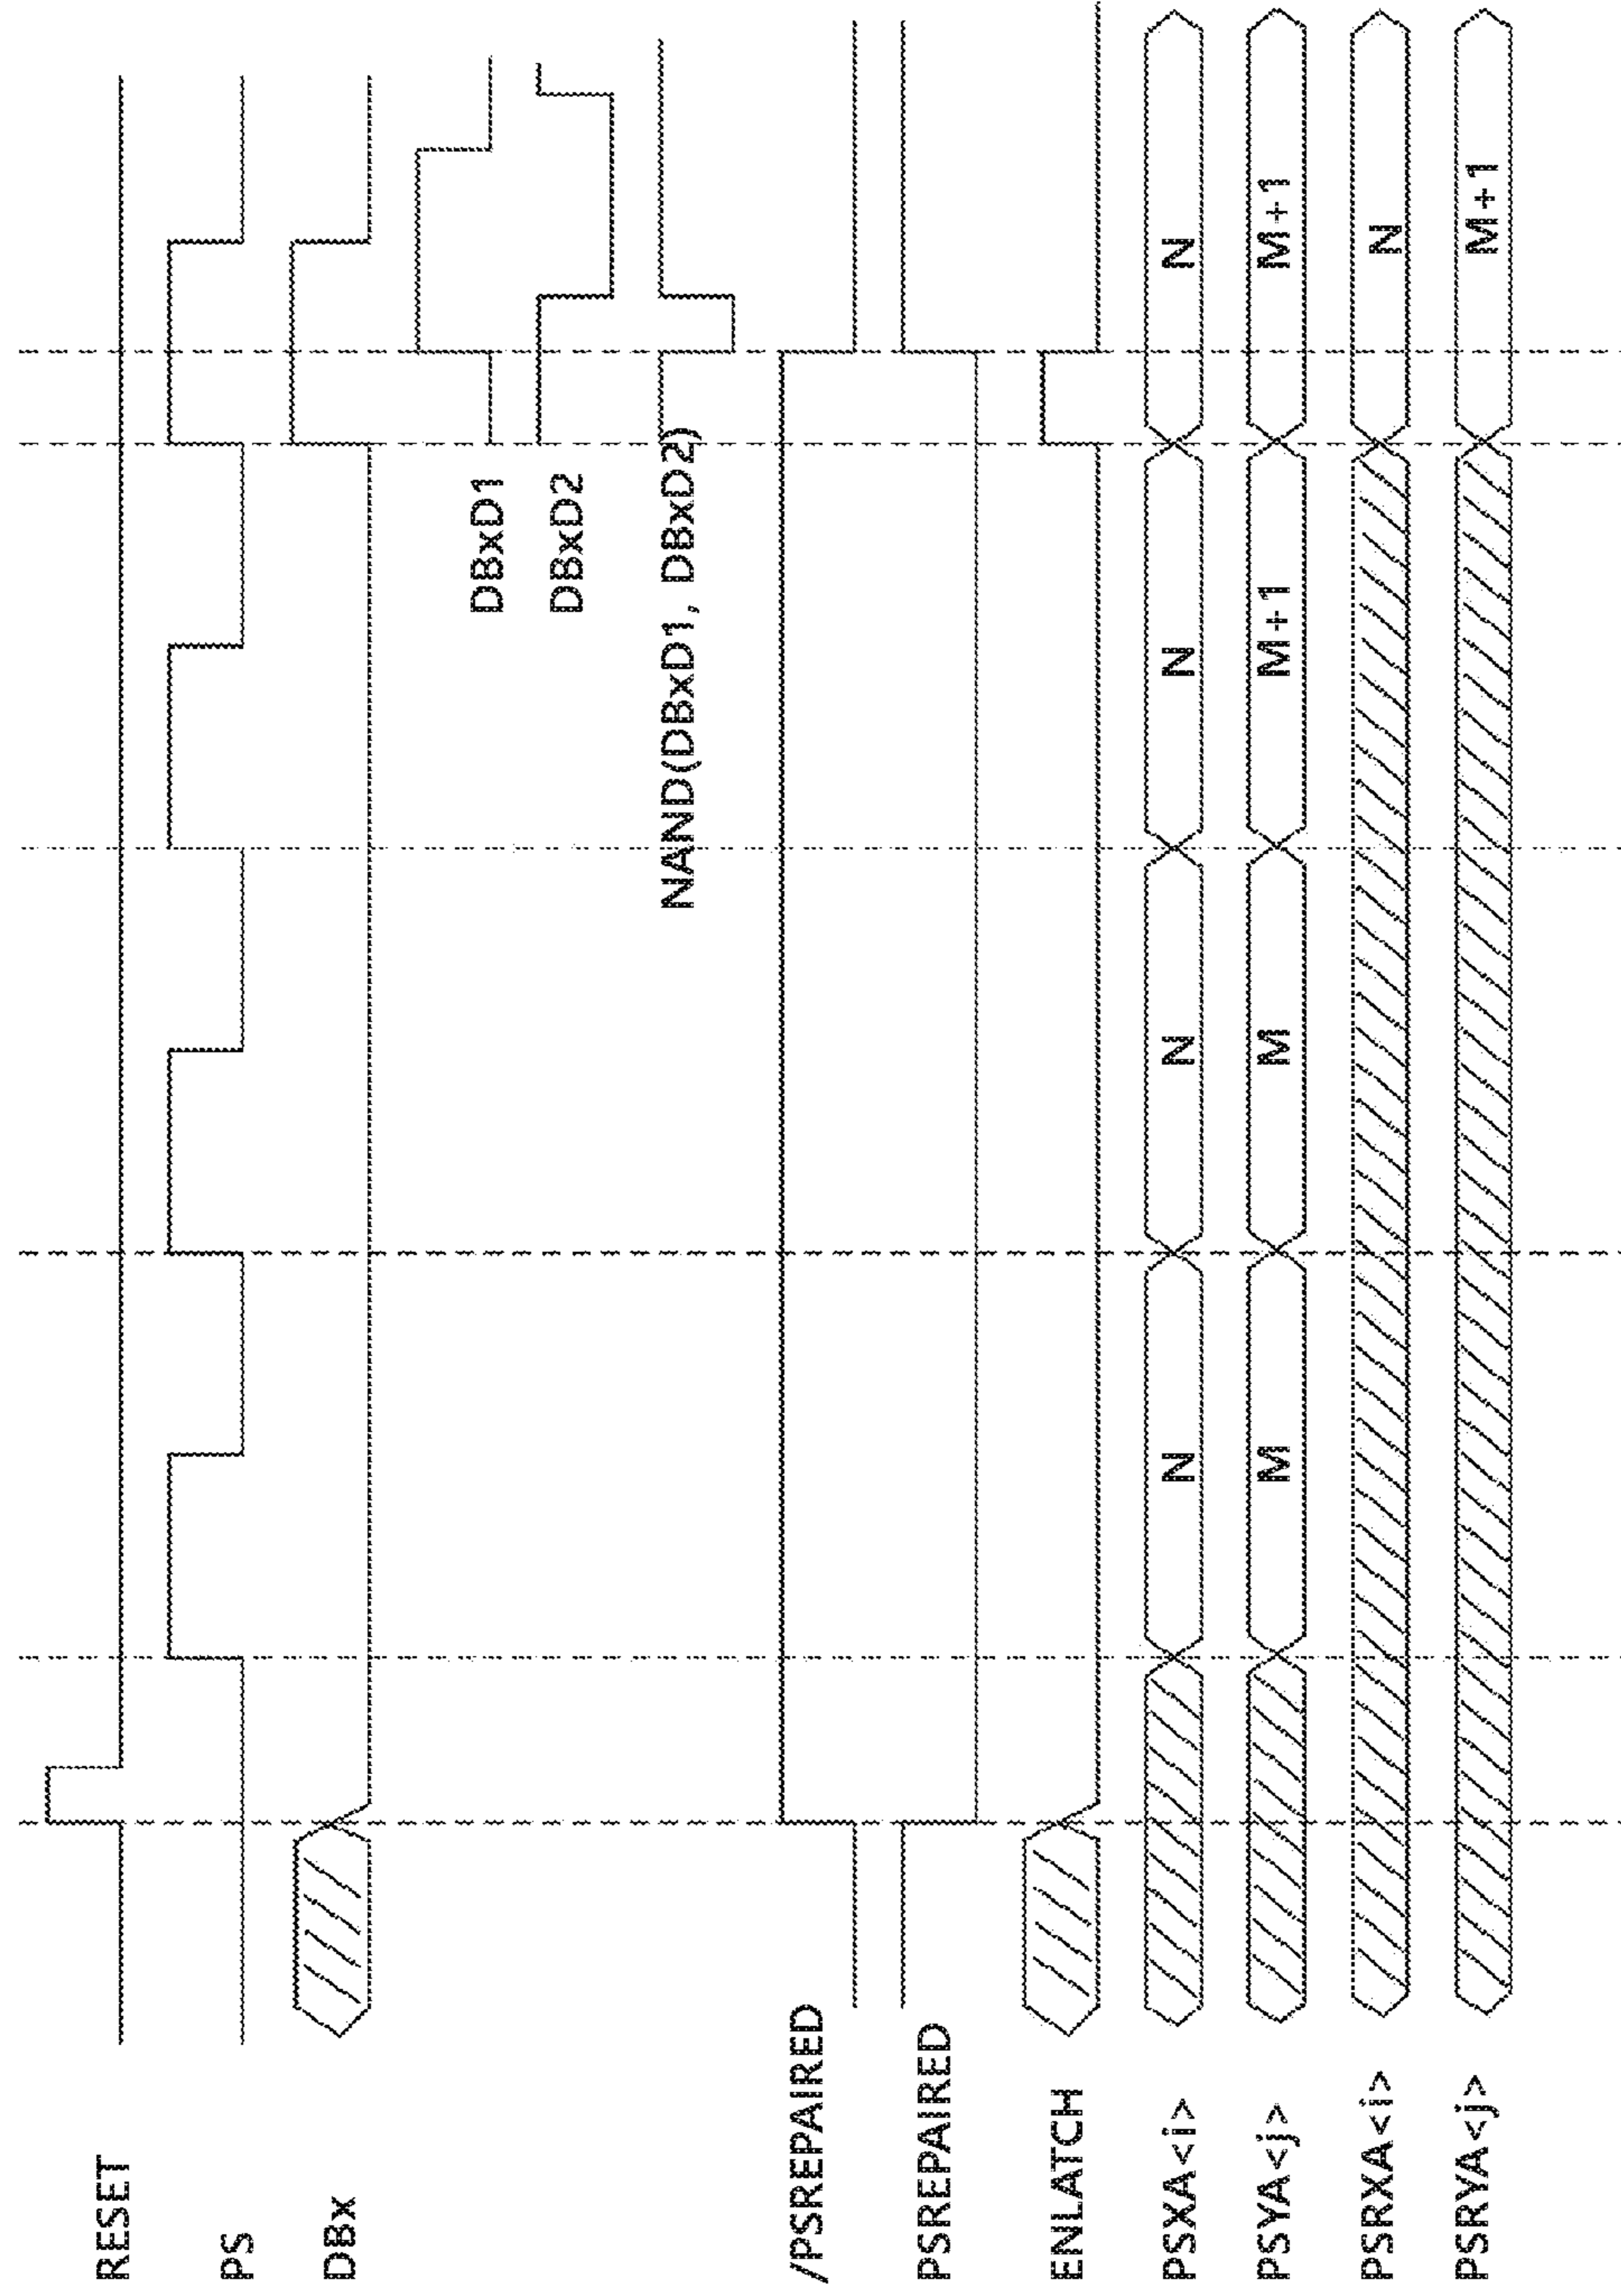 RESET
PS
DBx
DBxD1
DBxD2
NAND(DBxD1, DBxD2)
/PSREPAIRED
PSREPAIRED
ENLATCH
PSXA<i> N N N N
PSYA<j> M M M+1 M+1
PSRXA<i> N
PSRYA<j> M+1